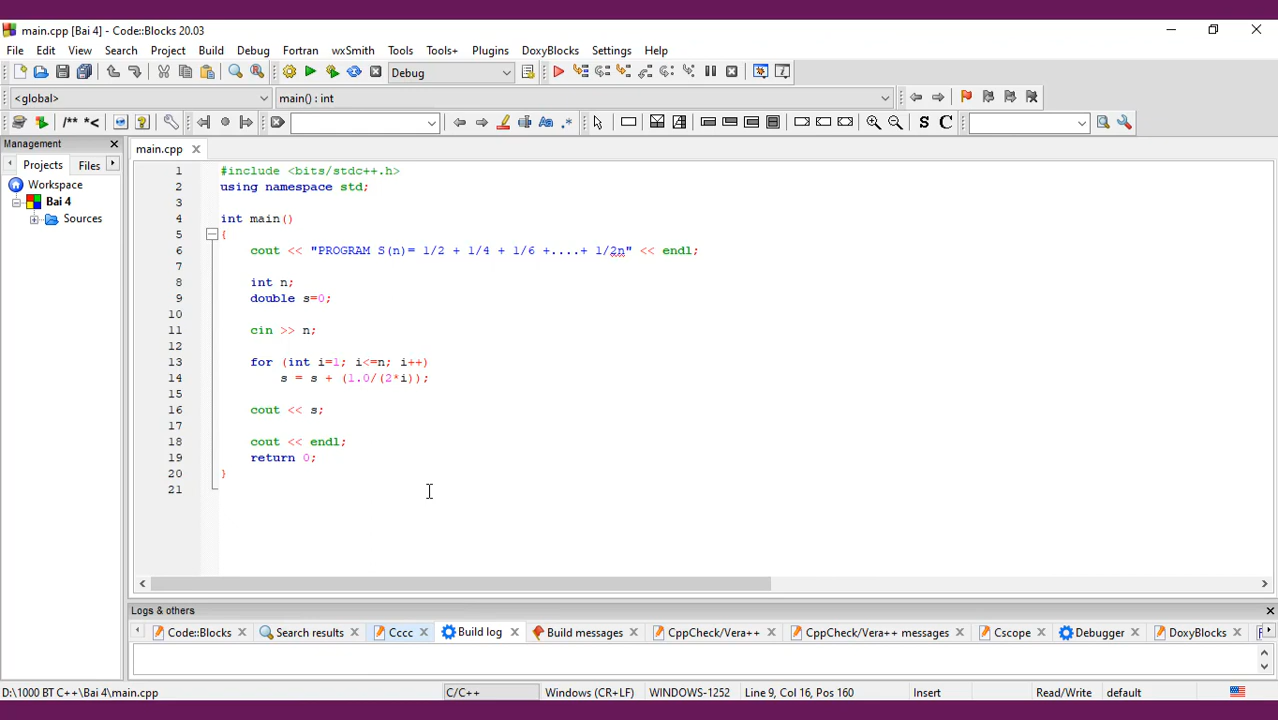 main.cpp [Bai 4] - Code::Blocks 20.03
File Edit View Search Project Build Debug Fortran wxSmith Tools Tools+ Plugins DoxyBlocks Settings Help
Debug
<global> main() : int
/** *< Aa .* S C
Management
Projects Files
Workspace
Bai 4
Sources
main.cpp
1 #include <bits/stdc++.h>
2 using namespace std;
3
4 int main()
5 {
6 cout << "PROGRAM S(n)= 1/2 + 1/4 + 1/6 +....+ 1/2n" << endl;
7
8 int n;
9 double s=0;
10
11 cin >> n;
12
13 for (int i=1; i<=n; i++)
14 s = s + (1.0/(2*i));
15
16 cout << s;
17
18 cout << endl;
19 return 0;
20 }
21
Logs & others
Code::Blocks Search results Cccc Build log Build messages CppCheck/Vera++ CppCheck/Vera++ messages Cscope Debugger DoxyBlocks
D:\1000 BT C++\Bai 4\main.cpp C/C++ Windows (CR+LF) WINDOWS-1252 Line 9, Col 16, Pos 160 Insert Read/Write default